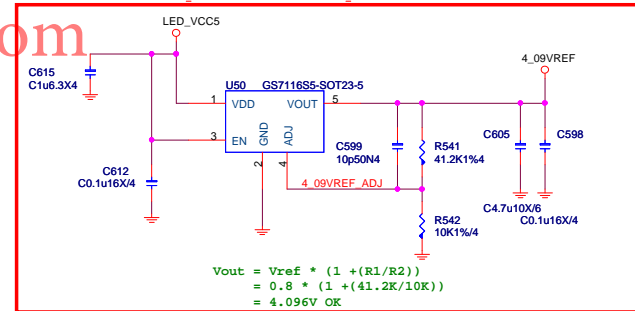 om
LED_VCC5
4_09VREF
C615
C1u6.3X4
U50 GS7116S5-SOT23-5
1 VDD VOUT 5
3 EN GND ADJ
2 4
C612
C0.1u16X/4
C599
10p50N4
R541
41.2K1%4
C605
C598
4_09VREF_ADJ
R542
10K1%/4
C4.7u10X/6
C0.1u16X/4
Vout = Vref * (1 +(R1/R2))
= 0.8 * (1 +(41.2K/10K))
= 4.096V OK